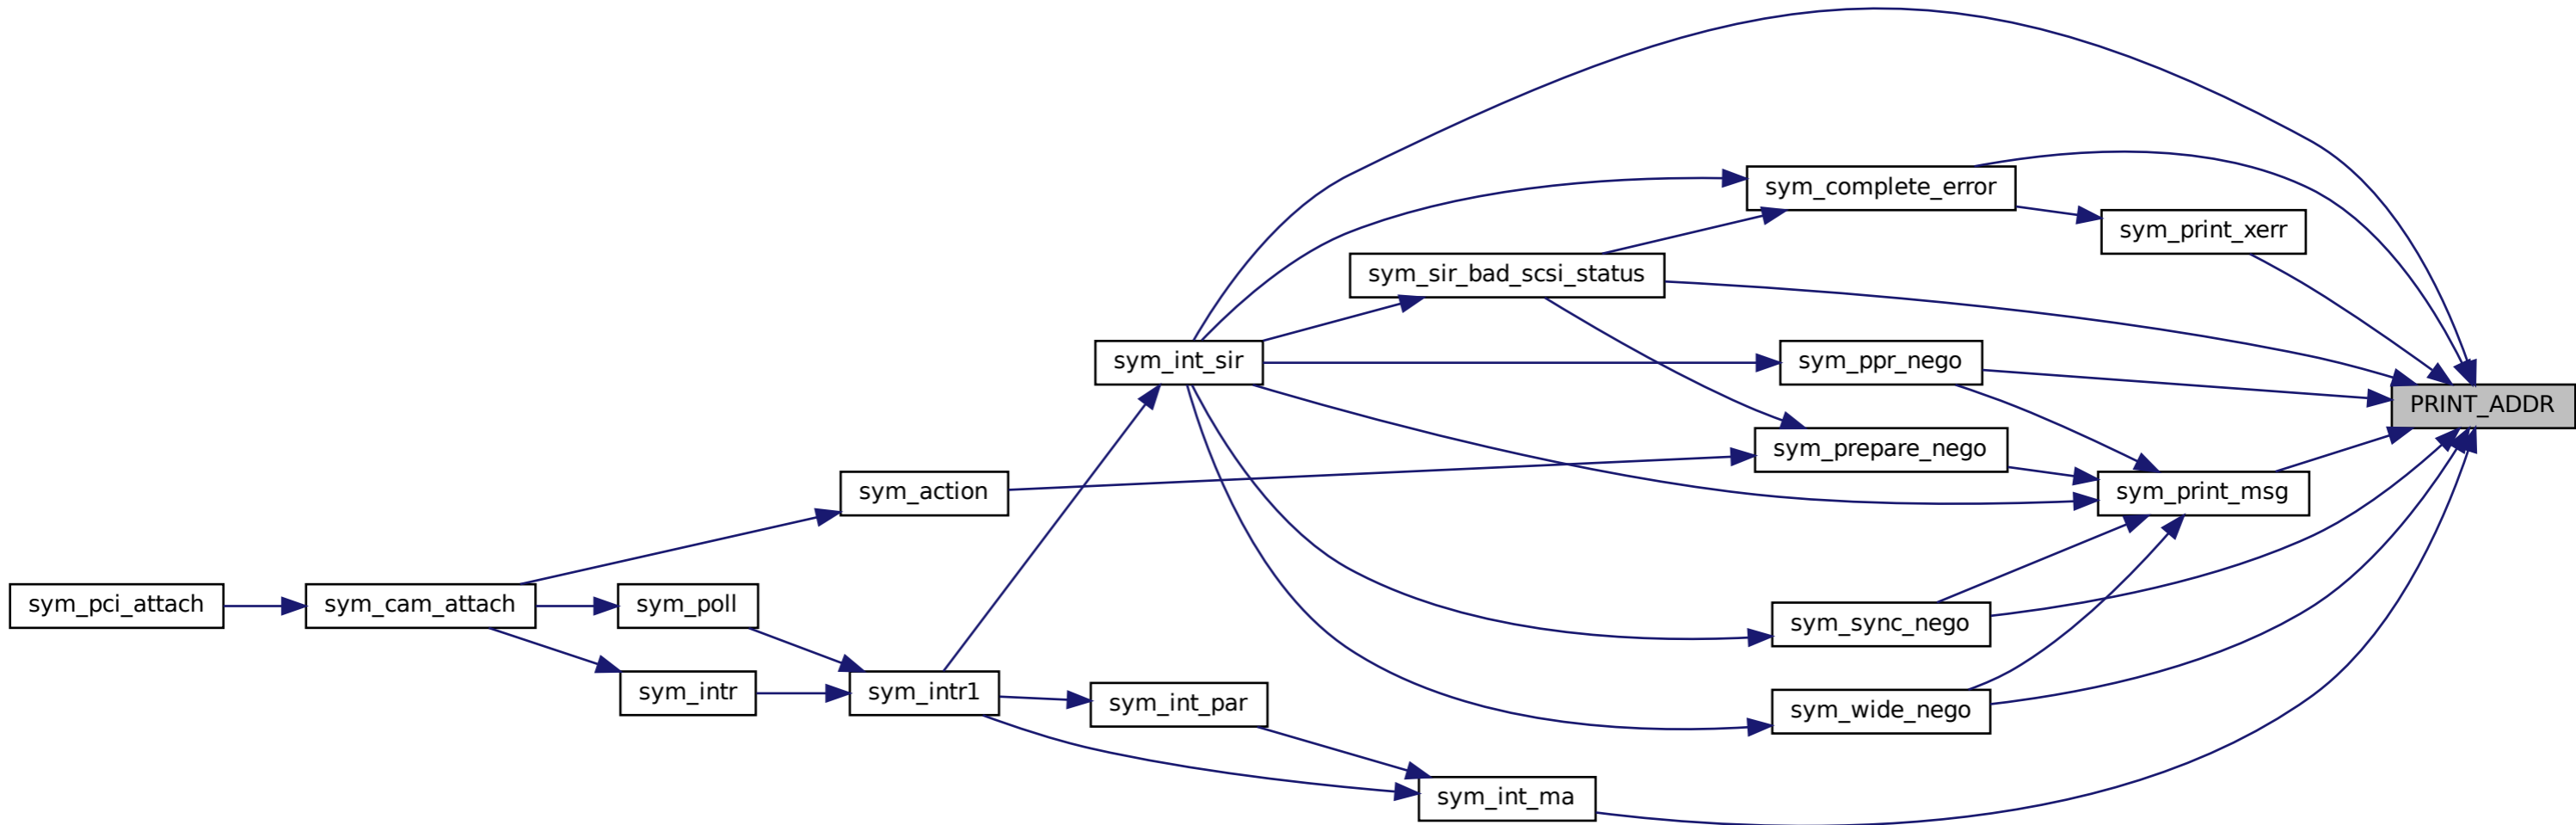 sym_complete_error
sym_print_xerr
sym_sir_bad_scsi_status
sym_int_sir
sym_ppr_nego
PRINT_ADDR
sym_prepare_nego
sym_action
sym_print_msg
sym_pci_attach
sym_cam_attach
sym_poll
sym_sync_nego
sym_intr
sym_intr1
sym_int_par
sym_wide_nego
sym_int_ma